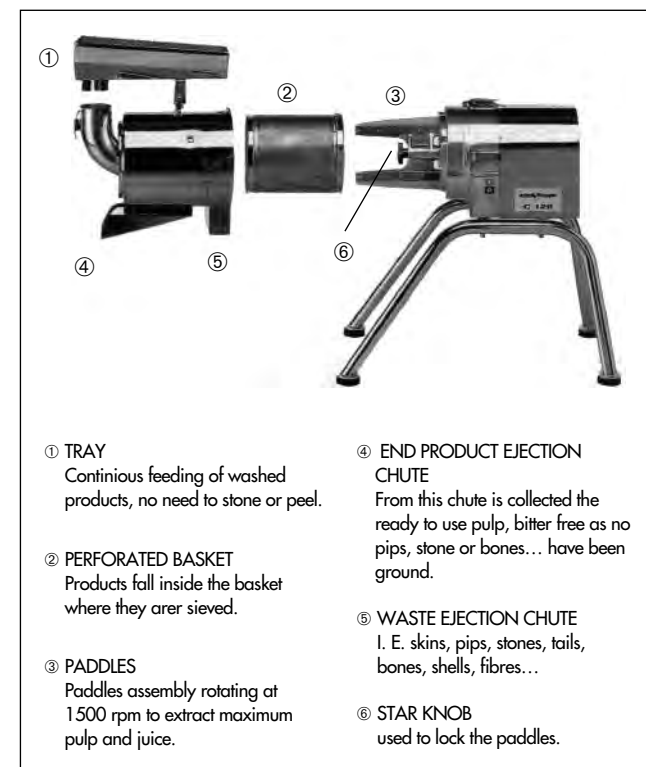 ①
②
③
④
⑤
⑥
C 120
① TRAY
Continious feeding of washed
products, no need to stone or peel.
② PERFORATED BASKET
Products fall inside the basket
where they arer sieved.
③ PADDLES
Paddles assembly rotating at
1500 rpm to extract maximum
pulp and juice.
④ END PRODUCT EJECTION
CHUTE
From this chute is collected the
ready to use pulp, bitter free as no
pips, stone or bones… have been
ground.
⑤ WASTE EJECTION CHUTE
I. E. skins, pips, stones, tails,
bones, shells, fibres…
⑥ STAR KNOB
used to lock the paddles.